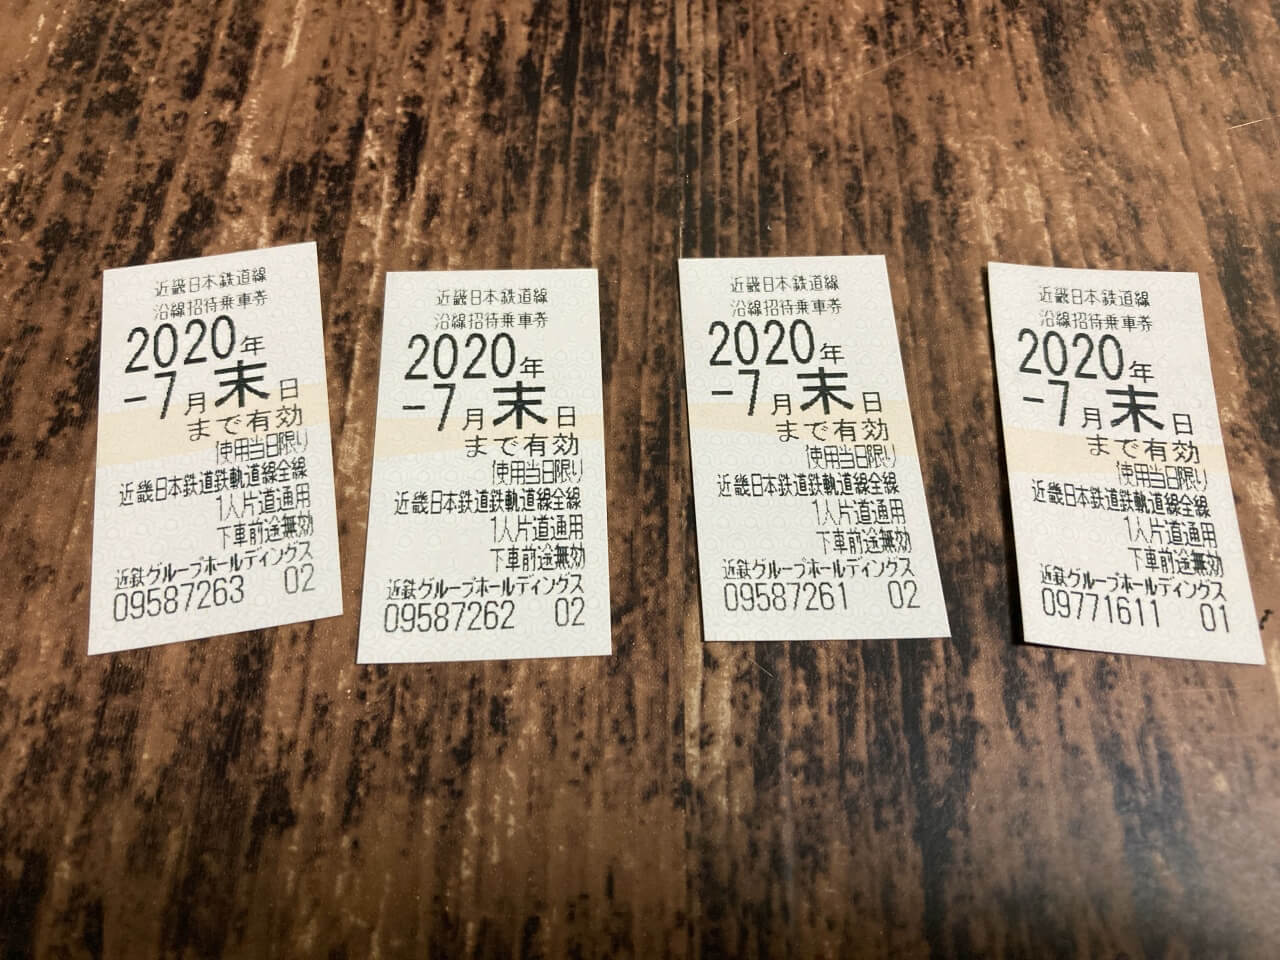 近畿日本鉄道線
沿線招待乗車券
2020年
-7月末日
まで有効
(使用当日限り)
近畿日本鉄道鉄軌道線全線
1人片道通用
下車前途無効
近鉄グループホールディングス
09587263 02
近畿日本鉄道線
沿線招待乗車券
2020年
-7月末日
まで有効
(使用当日限り)
近畿日本鉄道鉄軌道線全線
1人片道通用
下車前途無効
近鉄グループホールディングス
09587262 02
近畿日本鉄道線
沿線招待乗車券
2020年
-7月末日
まで有効
(使用当日限り)
近畿日本鉄道鉄軌道線全線
1人片道通用
下車前途無効
近鉄グループホールディングス
09587261 02
近畿日本鉄道線
沿線招待乗車券
2020年
-7月末日
まで有効
(使用当日限り)
近畿日本鉄道鉄軌道線全線
1人片道通用
下車前途無効
近鉄グループホールディングス
09771611 01